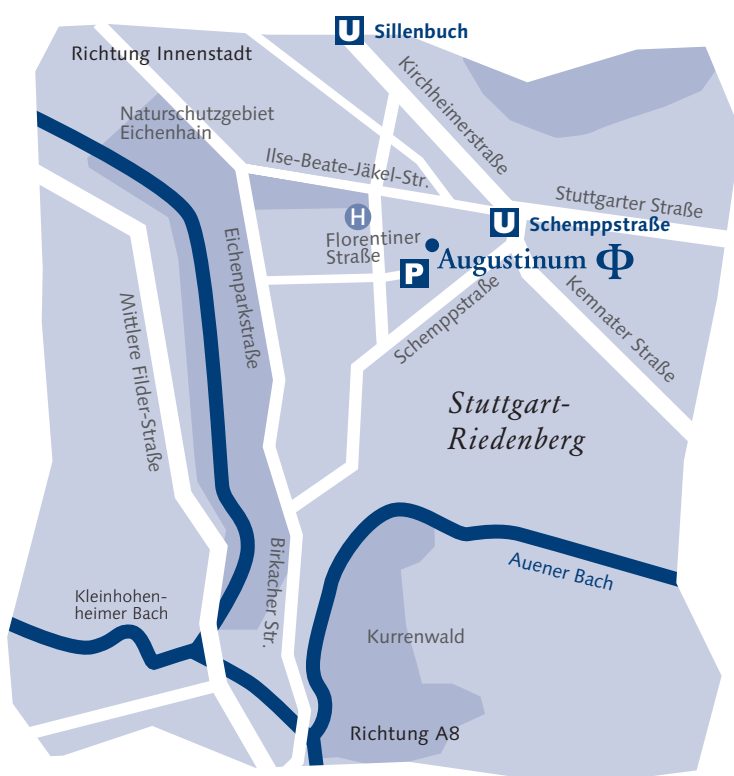 U Sillenbuch
Richtung Innenstadt
Kirchheimerstraße
Naturschutzgebiet
Eichenhain
Ilse-Beate-Jäkel-Str.
Stuttgarter Straße
H
U Schemppstraße
Florentiner
Straße
Augustinum Φ
P
Eichenparkstraße
Schemppstraße
Kemnater Straße
Mittlere Filder-Straße
Stuttgart-
Riedenberg
Birkacher Str.
Auener Bach
Kleinhohen-
heimer Bach
Kurrenwald
Richtung A8